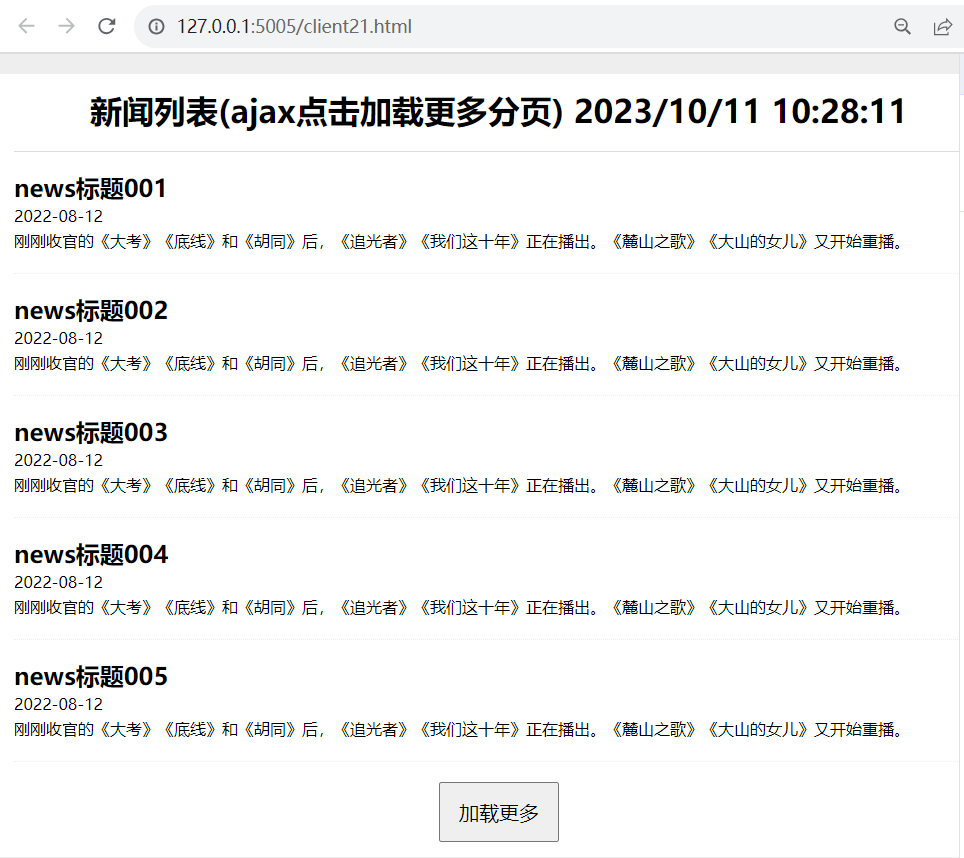 127.0.0.1:5005/client21.html
新闻列表(ajax点击加载更多分页) 2023/10/11 10:28:11
news标题001
2022-08-12
刚刚收官的《大考》《底线》和《胡同》后，《追光者》《我们这十年》正在播出。《麓山之歌》《大山的女儿》又开始重播。
news标题002
2022-08-12
刚刚收官的《大考》《底线》和《胡同》后，《追光者》《我们这十年》正在播出。《麓山之歌》《大山的女儿》又开始重播。
news标题003
2022-08-12
刚刚收官的《大考》《底线》和《胡同》后，《追光者》《我们这十年》正在播出。《麓山之歌》《大山的女儿》又开始重播。
news标题004
2022-08-12
刚刚收官的《大考》《底线》和《胡同》后，《追光者》《我们这十年》正在播出。《麓山之歌》《大山的女儿》又开始重播。
news标题005
2022-08-12
刚刚收官的《大考》《底线》和《胡同》后，《追光者》《我们这十年》正在播出。《麓山之歌》《大山的女儿》又开始重播。
加载更多